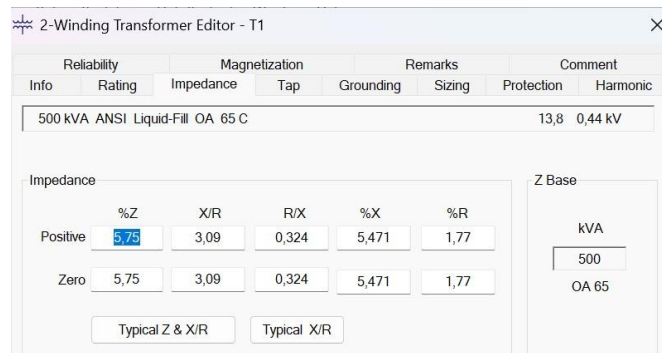 2-Winding Transformer Editor - T1
Reliability Magnetization Remarks Comment
Info Rating Impedance Tap Grounding Sizing Protection Harmonic
500 kVA ANSI Liquid-Fill OA 65 C 13,8 0,44 kV
Impedance Z Base
%Z X/R R/X %X %R
kVA
Positive 5,75 3,09 0,324 5,471 1,77
500
Zero 5,75 3,09 0,324 5,471 1,77
OA 65
Typical Z & X/R Typical X/R